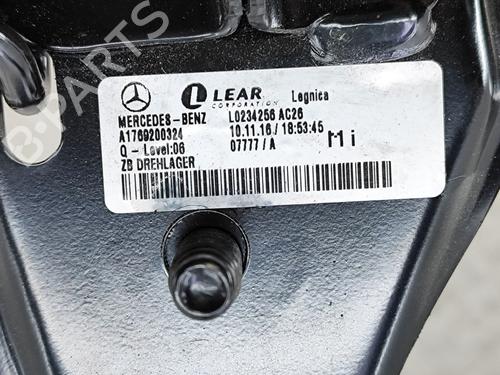 LEAR Legnica
CORPORATION
MERCEDES-BENZ L0234256 AC26
A1769200324 10.11.16 / 18:53:45
Q - Level:06 07777 / A
ZB DREHLAGER
Mi
B-PARTS